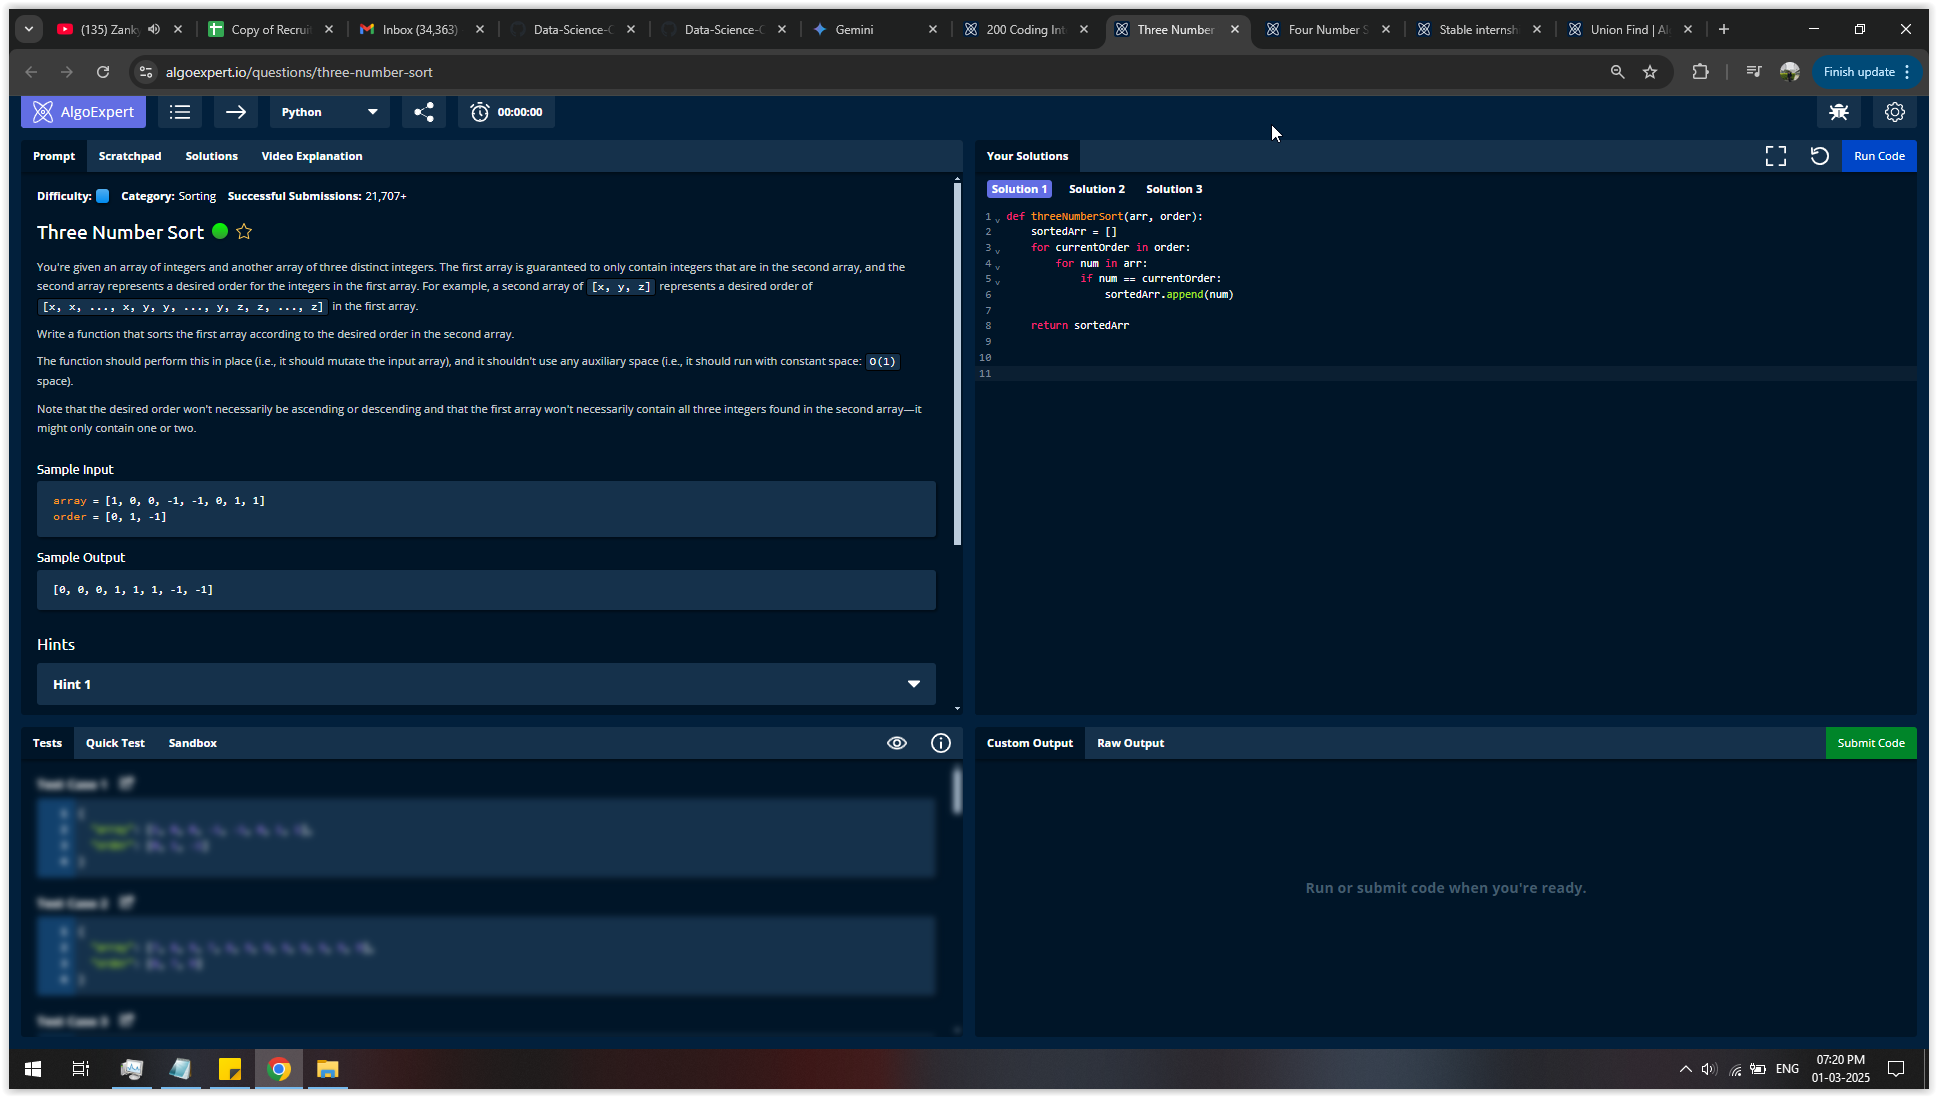 (135) Zanky
Copy of Recruit
Inbox (34,363)
Data-Science-C
Data-Science-C
Gemini
200 Coding Int
Three Number
Four Number S
Stable internsh
Union Find | Al
algoexpert.io/questions/three-number-sort
Finish update
AlgoExpert
Python
00:00:00
Prompt
Scratchpad
Solutions
Video Explanation
Difficulty:
Category: Sorting
Successful Submissions: 21,707+
Three Number Sort
You're given an array of integers and another array of three distinct integers. The first array is guaranteed to only contain integers that are in the second array, and the
second array represents a desired order for the integers in the first array. For example, a second array of [x, y, z] represents a desired order of
[x, x, ..., x, y, y, ..., y, z, z, ..., z] in the first array.
Write a function that sorts the first array according to the desired order in the second array.
The function should perform this in place (i.e., it should mutate the input array), and it shouldn't use any auxiliary space (i.e., it should run with constant space: O(1)
space).
Note that the desired order won't necessarily be ascending or descending and that the first array won't necessarily contain all three integers found in the second array—it
might only contain one or two.
Sample Input
array = [1, 0, 0, -1, -1, 0, 1, 1]
order = [0, 1, -1]
Sample Output
[0, 0, 0, 1, 1, 1, -1, -1]
Hints
Hint 1
Your Solutions
Run Code
Solution 1
Solution 2
Solution 3
1 def threeNumberSort(arr, order):
2 sortedArr = []
3 for currentOrder in order:
4 for num in arr:
5 if num == currentOrder:
6 sortedArr.append(num)
7
8 return sortedArr
9
10
11
Tests
Quick Test
Sandbox
Test Case 1
Test Case 2
Test Case 3
Custom Output
Raw Output
Submit Code
Run or submit code when you're ready.
ENG
07:20 PM
01-03-2025